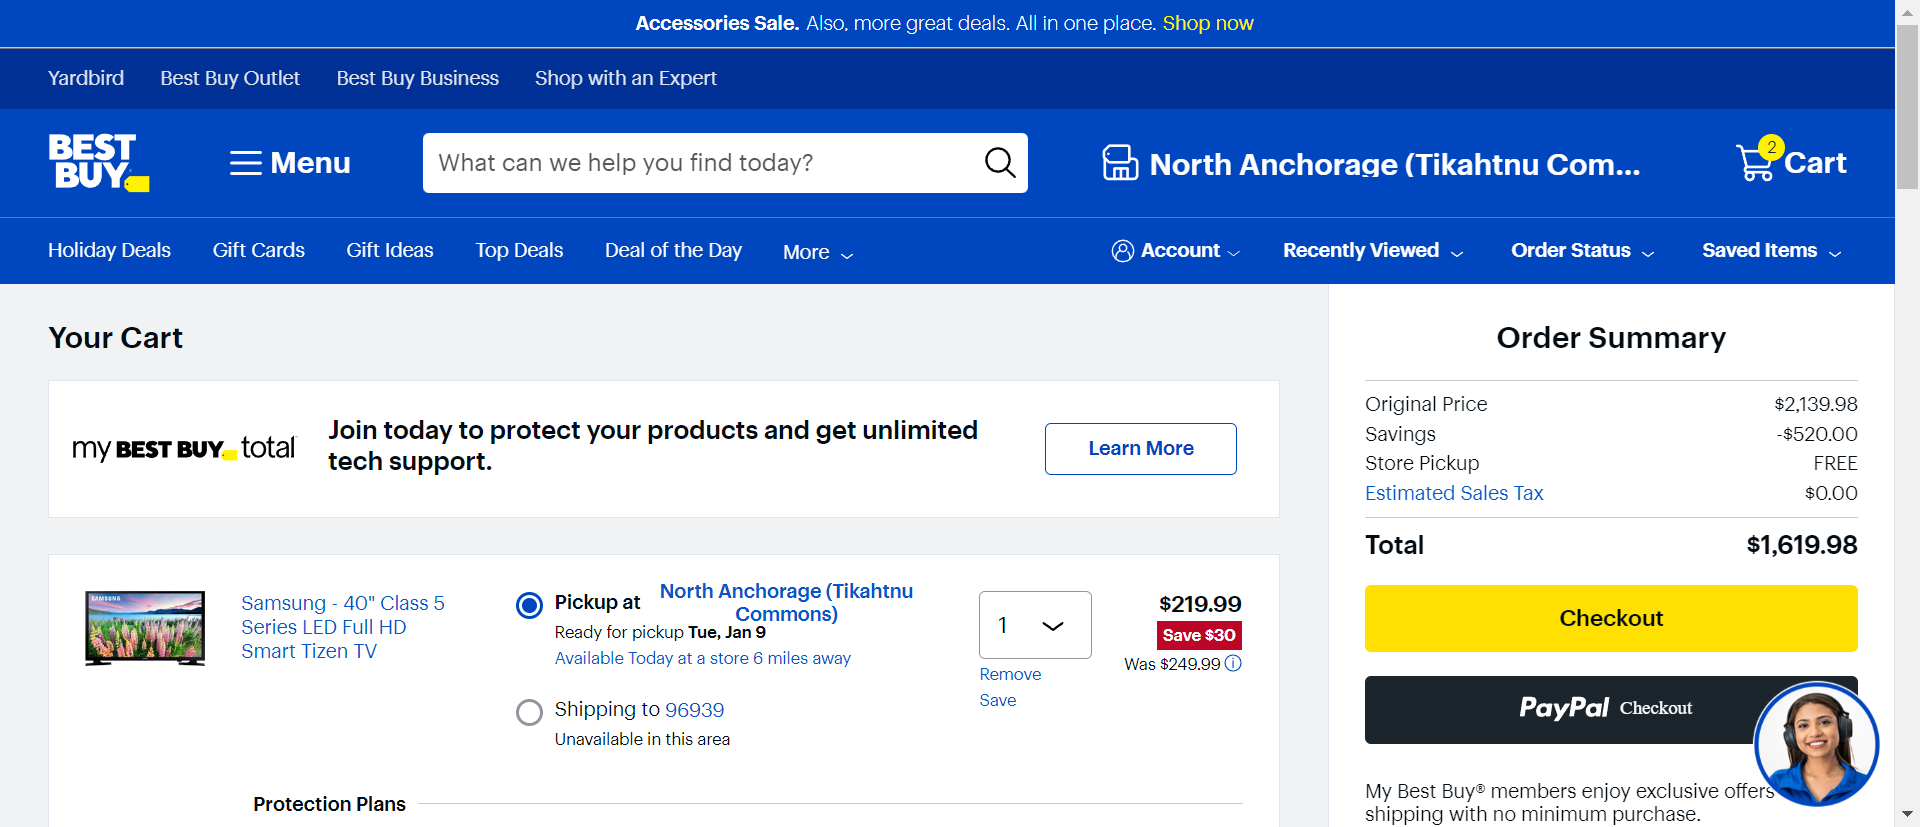 Accessories Sale. Also, more great deals. All in one place. Shop now
Yardbird Best Buy Outlet Best Buy Business Shop with an Expert
BEST BUY
Menu
What can we help you find today?
North Anchorage (Tikahtnu Com...
2
Cart
Holiday Deals Gift Cards Gift Ideas Top Deals Deal of the Day More
Account Recently Viewed Order Status Saved Items
Your Cart
my BEST BUY total
Join today to protect your products and get unlimited
tech support.
Learn More
SAMSUNG
Samsung - 40" Class 5
Series LED Full HD
Smart Tizen TV
Pickup at North Anchorage (Tikahtnu
Commons)
Ready for pickup Tue, Jan 9
Available Today at a store 6 miles away
Shipping to 96939
Unavailable in this area
1
Remove
Save
$219.99
Save $30
Was $249.99
Protection Plans
Order Summary
Original Price $2,139.98
Savings -$520.00
Store Pickup FREE
Estimated Sales Tax $0.00
Total $1,619.98
Checkout
PayPal Checkout
My Best Buy® members enjoy exclusive offers
shipping with no minimum purchase.